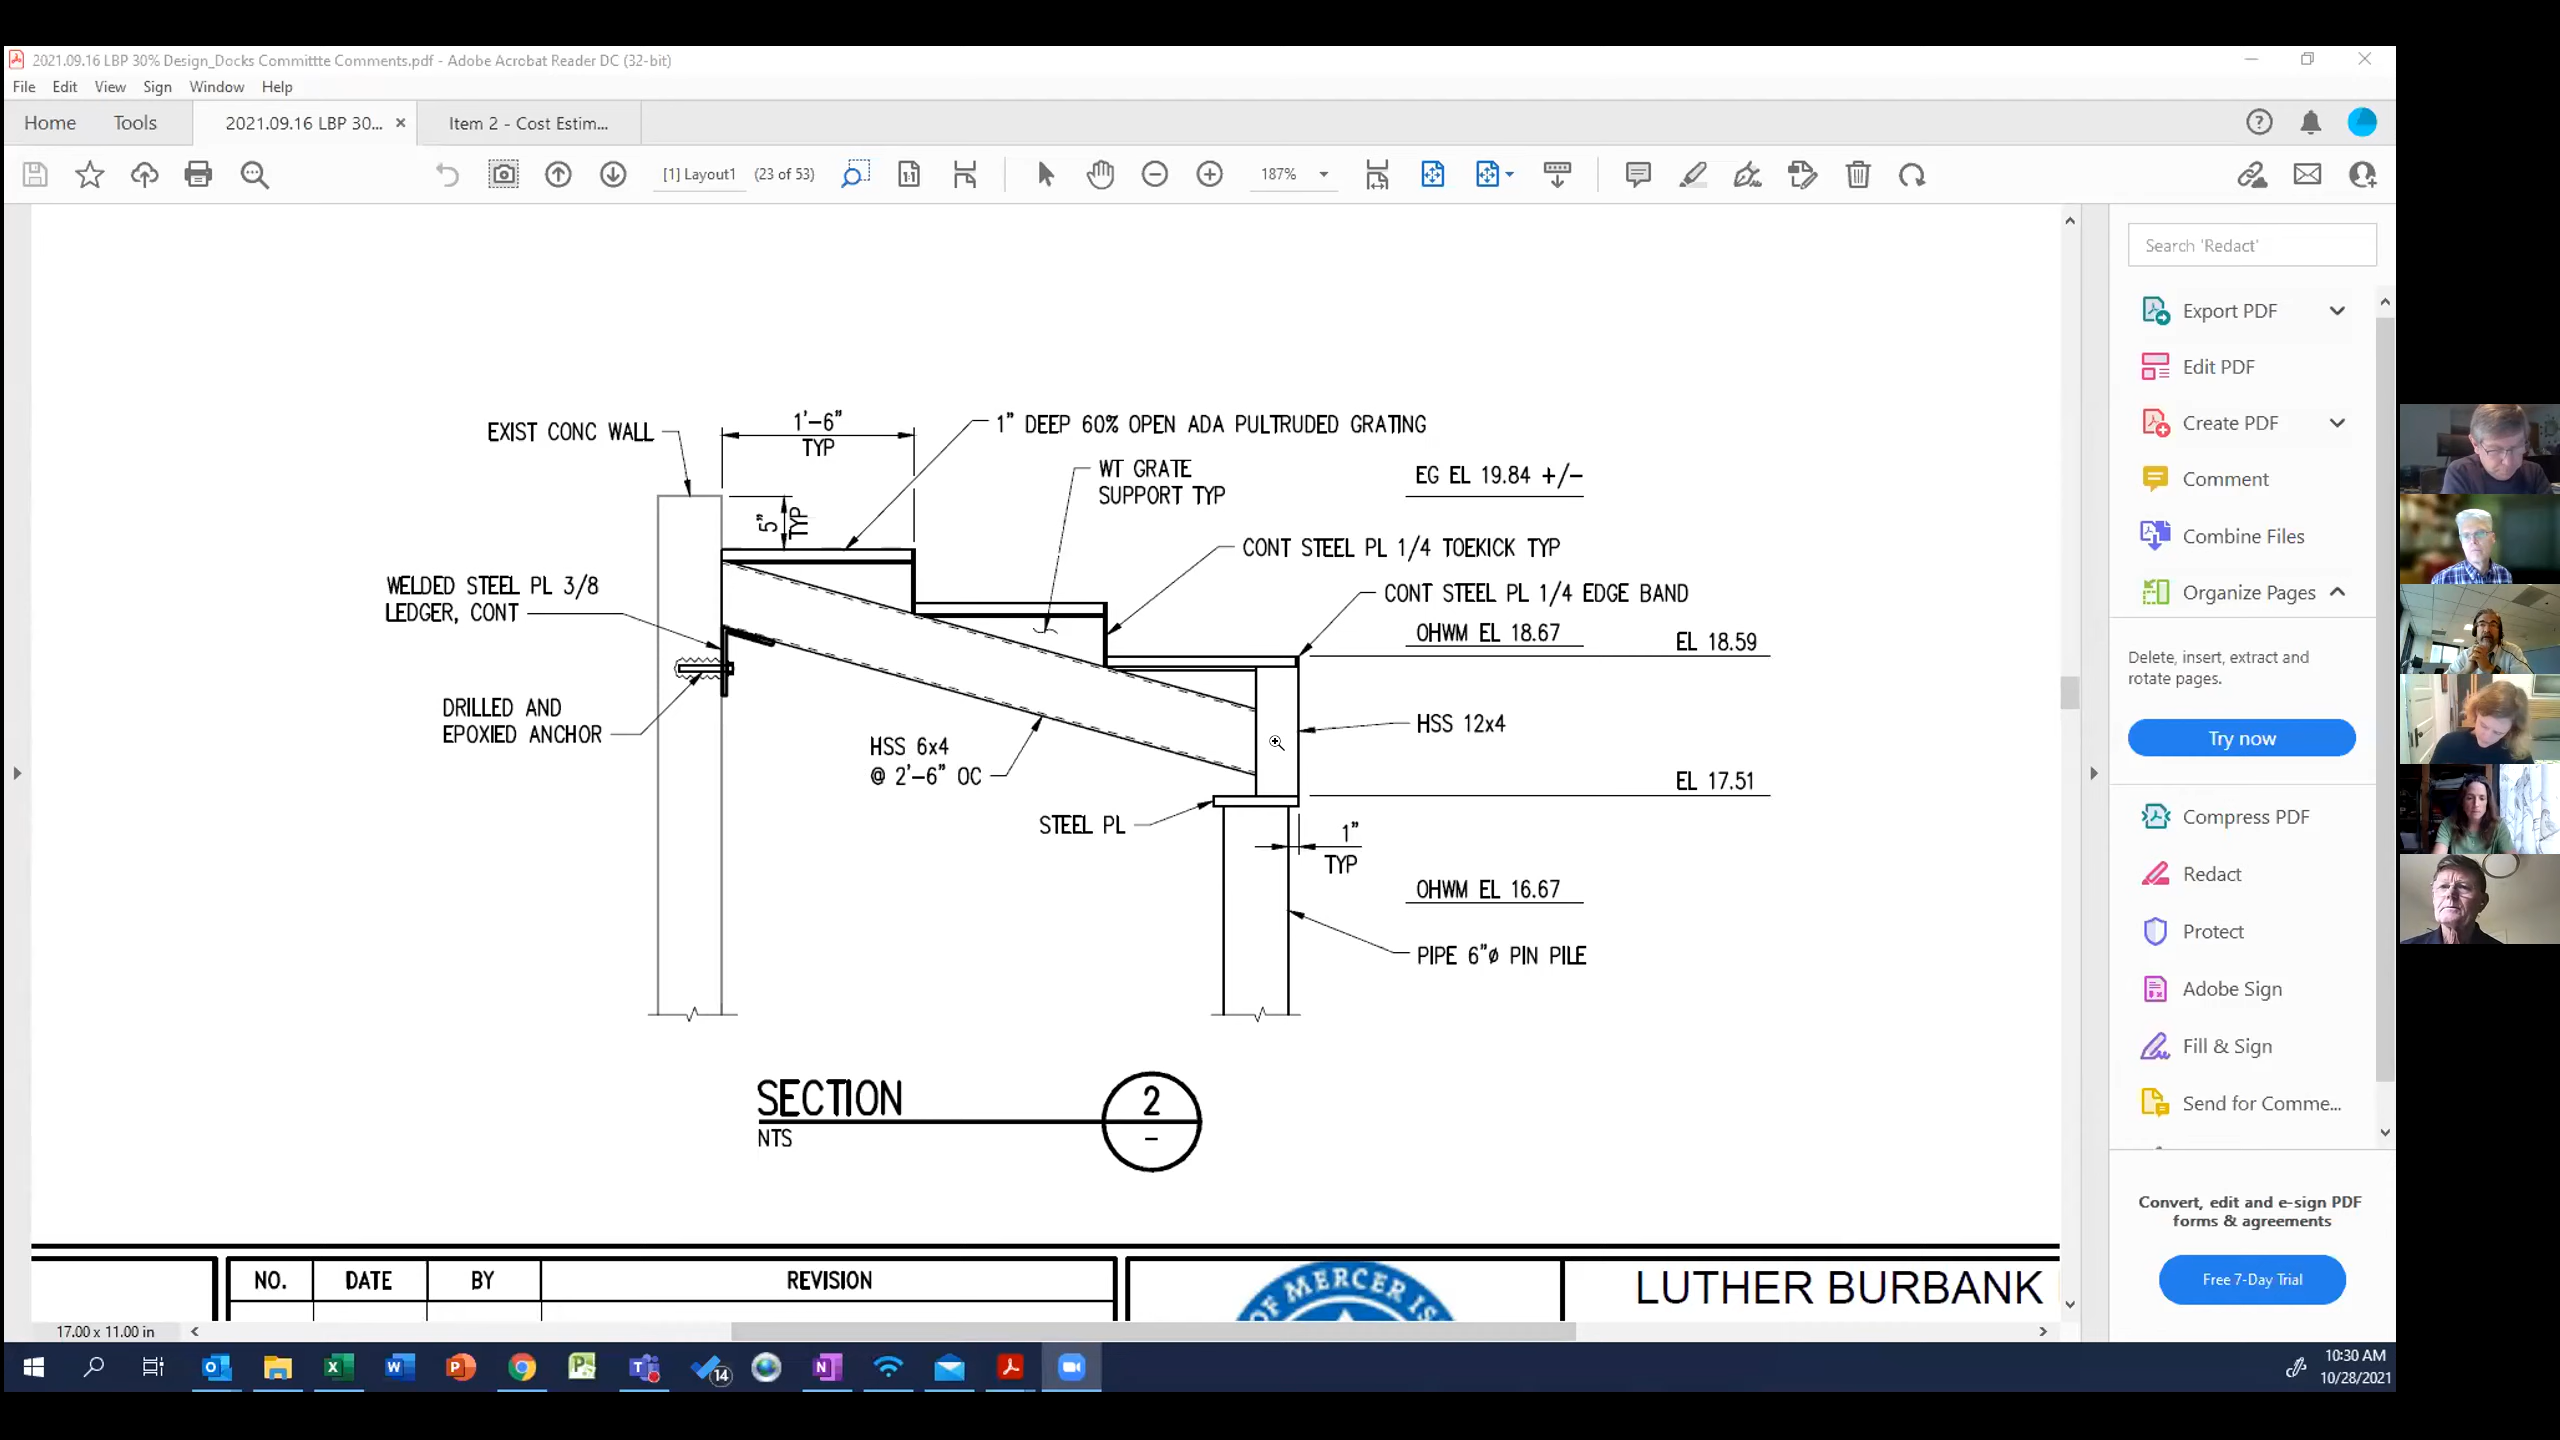 2021.09.16 LBP 30% Design_Docks Committte Comments.pdf - Adobe Acrobat Reader DC (32-bit)
File Edit View Sign Window Help
Home Tools 2021.09.16 LBP 30... × Item 2 - Cost Estim...
[1] Layout1 (23 of 53) 187%
Search 'Redact'
Export PDF
Edit PDF
Create PDF
Comment
Combine Files
Organize Pages
Delete, insert, extract and
rotate pages.
Try now
Compress PDF
Redact
Protect
Adobe Sign
Fill & Sign
Send for Comme...
Convert, edit and e-sign PDF
forms & agreements
Free 7-Day Trial
EXIST CONC WALL
1'-6"
TYP
1" DEEP 60% OPEN ADA PULTRUDED GRATING
WT GRATE
SUPPORT TYP
EG EL 19.84 +/-
5"
TYP
CONT STEEL PL 1/4 TOEKICK TYP
WELDED STEEL PL 3/8
LEDGER, CONT
CONT STEEL PL 1/4 EDGE BAND
OHWM EL 18.67
EL 18.59
DRILLED AND
EPOXIED ANCHOR
HSS 6x4
@ 2'-6" OC
HSS 12x4
EL 17.51
STEEL PL
1"
TYP
OHWM EL 16.67
PIPE 6"ø PIN PILE
SECTION
NTS
2
-
NO. DATE BY REVISION
OF MERCER IS
LUTHER BURBANK
17.00 x 11.00 in
14
10:30 AM
10/28/2021